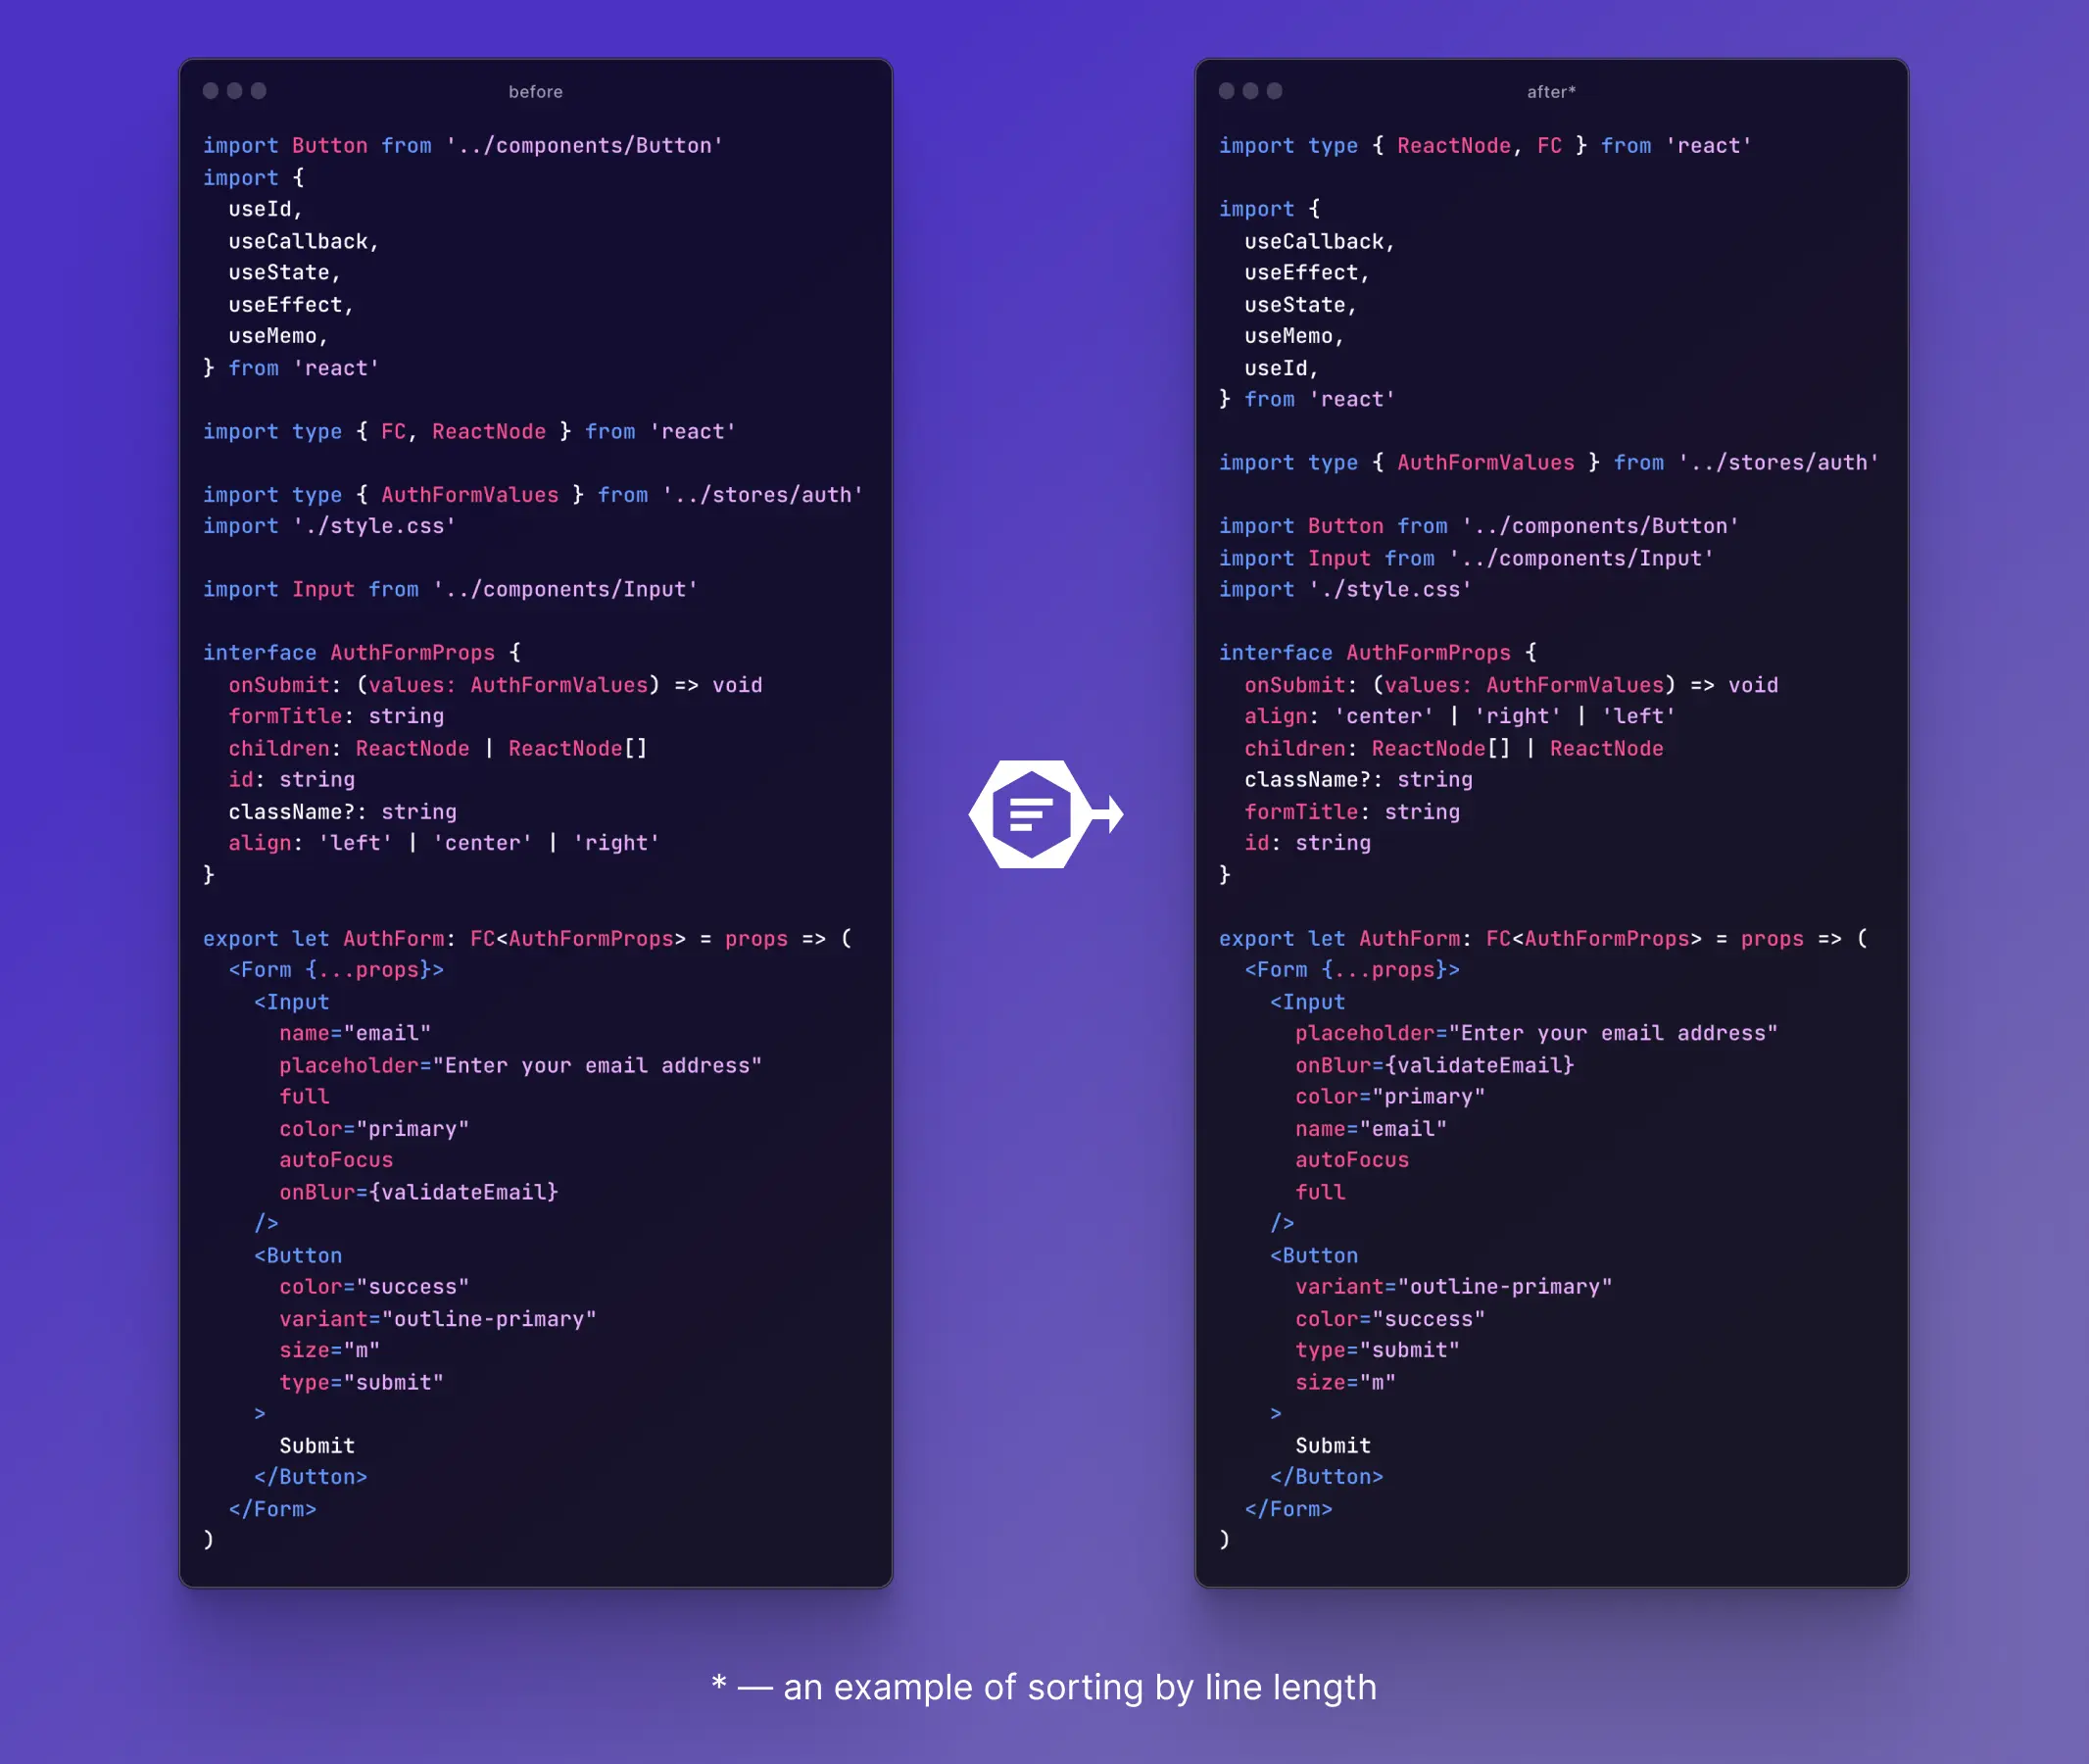 before
import Button from '../components/Button'
import {
  useId,
  useCallback,
  useState,
  useEffect,
  useMemo,
} from 'react'

import type { FC, ReactNode } from 'react'

import type { AuthFormValues } from '../stores/auth'
import './style.css'

import Input from '../components/Input'

interface AuthFormProps {
  onSubmit: (values: AuthFormValues) => void
  formTitle: string
  children: ReactNode | ReactNode[]
  id: string
  className?: string
  align: 'left' | 'center' | 'right'
}

export let AuthForm: FC<AuthFormProps> = props => (
  <Form {...props}>
    <Input
      name="email"
      placeholder="Enter your email address"
      full
      color="primary"
      autoFocus
      onBlur={validateEmail}
    />
    <Button
      color="success"
      variant="outline-primary"
      size="m"
      type="submit"
    >
      Submit
    </Button>
  </Form>
)
after*
import type { ReactNode, FC } from 'react'

import {
  useCallback,
  useEffect,
  useState,
  useMemo,
  useId,
} from 'react'

import type { AuthFormValues } from '../stores/auth'

import Button from '../components/Button'
import Input from '../components/Input'
import './style.css'

interface AuthFormProps {
  onSubmit: (values: AuthFormValues) => void
  align: 'center' | 'right' | 'left'
  children: ReactNode[] | ReactNode
  className?: string
  formTitle: string
  id: string
}

export let AuthForm: FC<AuthFormProps> = props => (
  <Form {...props}>
    <Input
      placeholder="Enter your email address"
      onBlur={validateEmail}
      color="primary"
      name="email"
      autoFocus
      full
    />
    <Button
      variant="outline-primary"
      color="success"
      type="submit"
      size="m"
    >
      Submit
    </Button>
  </Form>
)
* — an example of sorting by line length